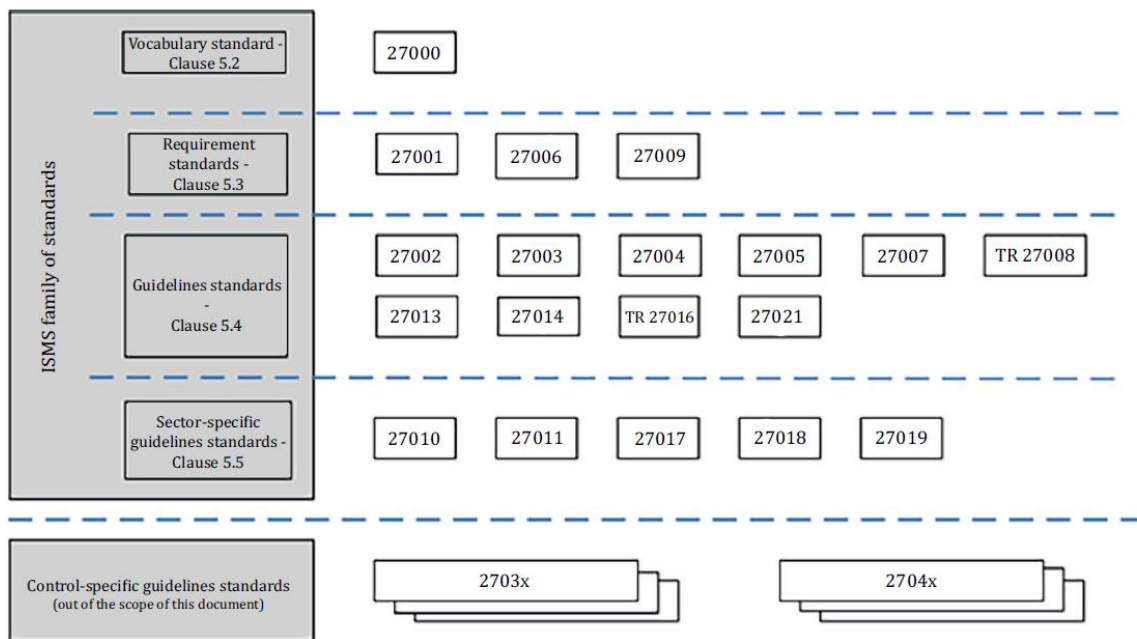 Vocabulary standard -
Clause 5.2
27000
Requirement
standards -
Clause 5.3
27001
27006
27009
ISMS family of standards
Guidelines standards
-
Clause 5.4
27002
27003
27004
27005
27007
TR 27008
27013
27014
TR 27016
27021
Sector-specific
guidelines standards -
Clause 5.5
27010
27011
27017
27018
27019
Control-specific guidelines standards
(out of the scope of this document)
2703x
2704x